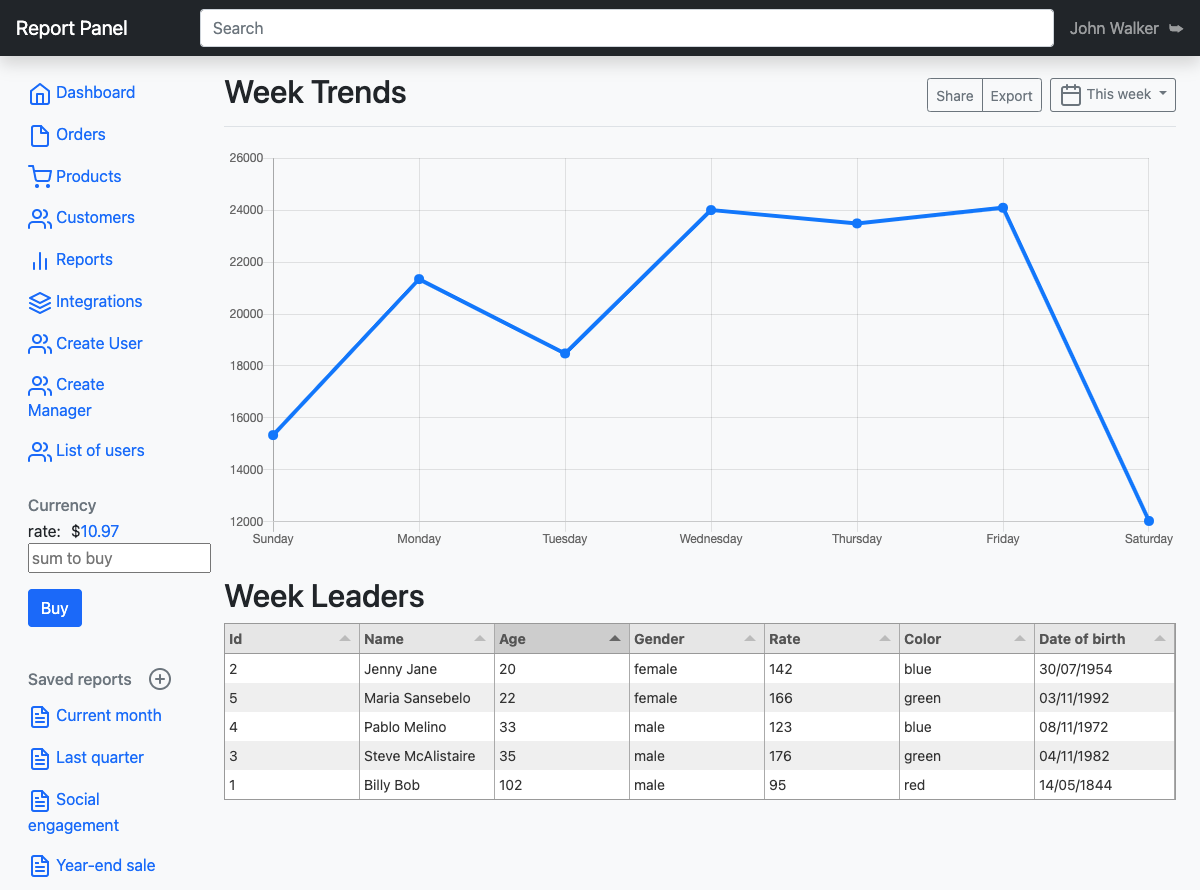 Report Panel
Search
John Walker
Dashboard
Orders
Products
Customers
Reports
Integrations
Create User
Create
Manager
List of users
Currency
rate: $10.97
sum to buy
Buy
Saved reports
Current month
Last quarter
Social
engagement
Year-end sale
Week Trends
Share Export This week
26000
24000
22000
20000
18000
16000
14000
12000
Sunday Monday Tuesday Wednesday Thursday Friday Saturday
Week Leaders
Id Name Age Gender Rate Color Date of birth
2 Jenny Jane 20 female 142 blue 30/07/1954
5 Maria Sansebelo 22 female 166 green 03/11/1992
4 Pablo Melino 33 male 123 blue 08/11/1972
3 Steve McAlistaire 35 male 176 green 04/11/1982
1 Billy Bob 102 male 95 red 14/05/1844